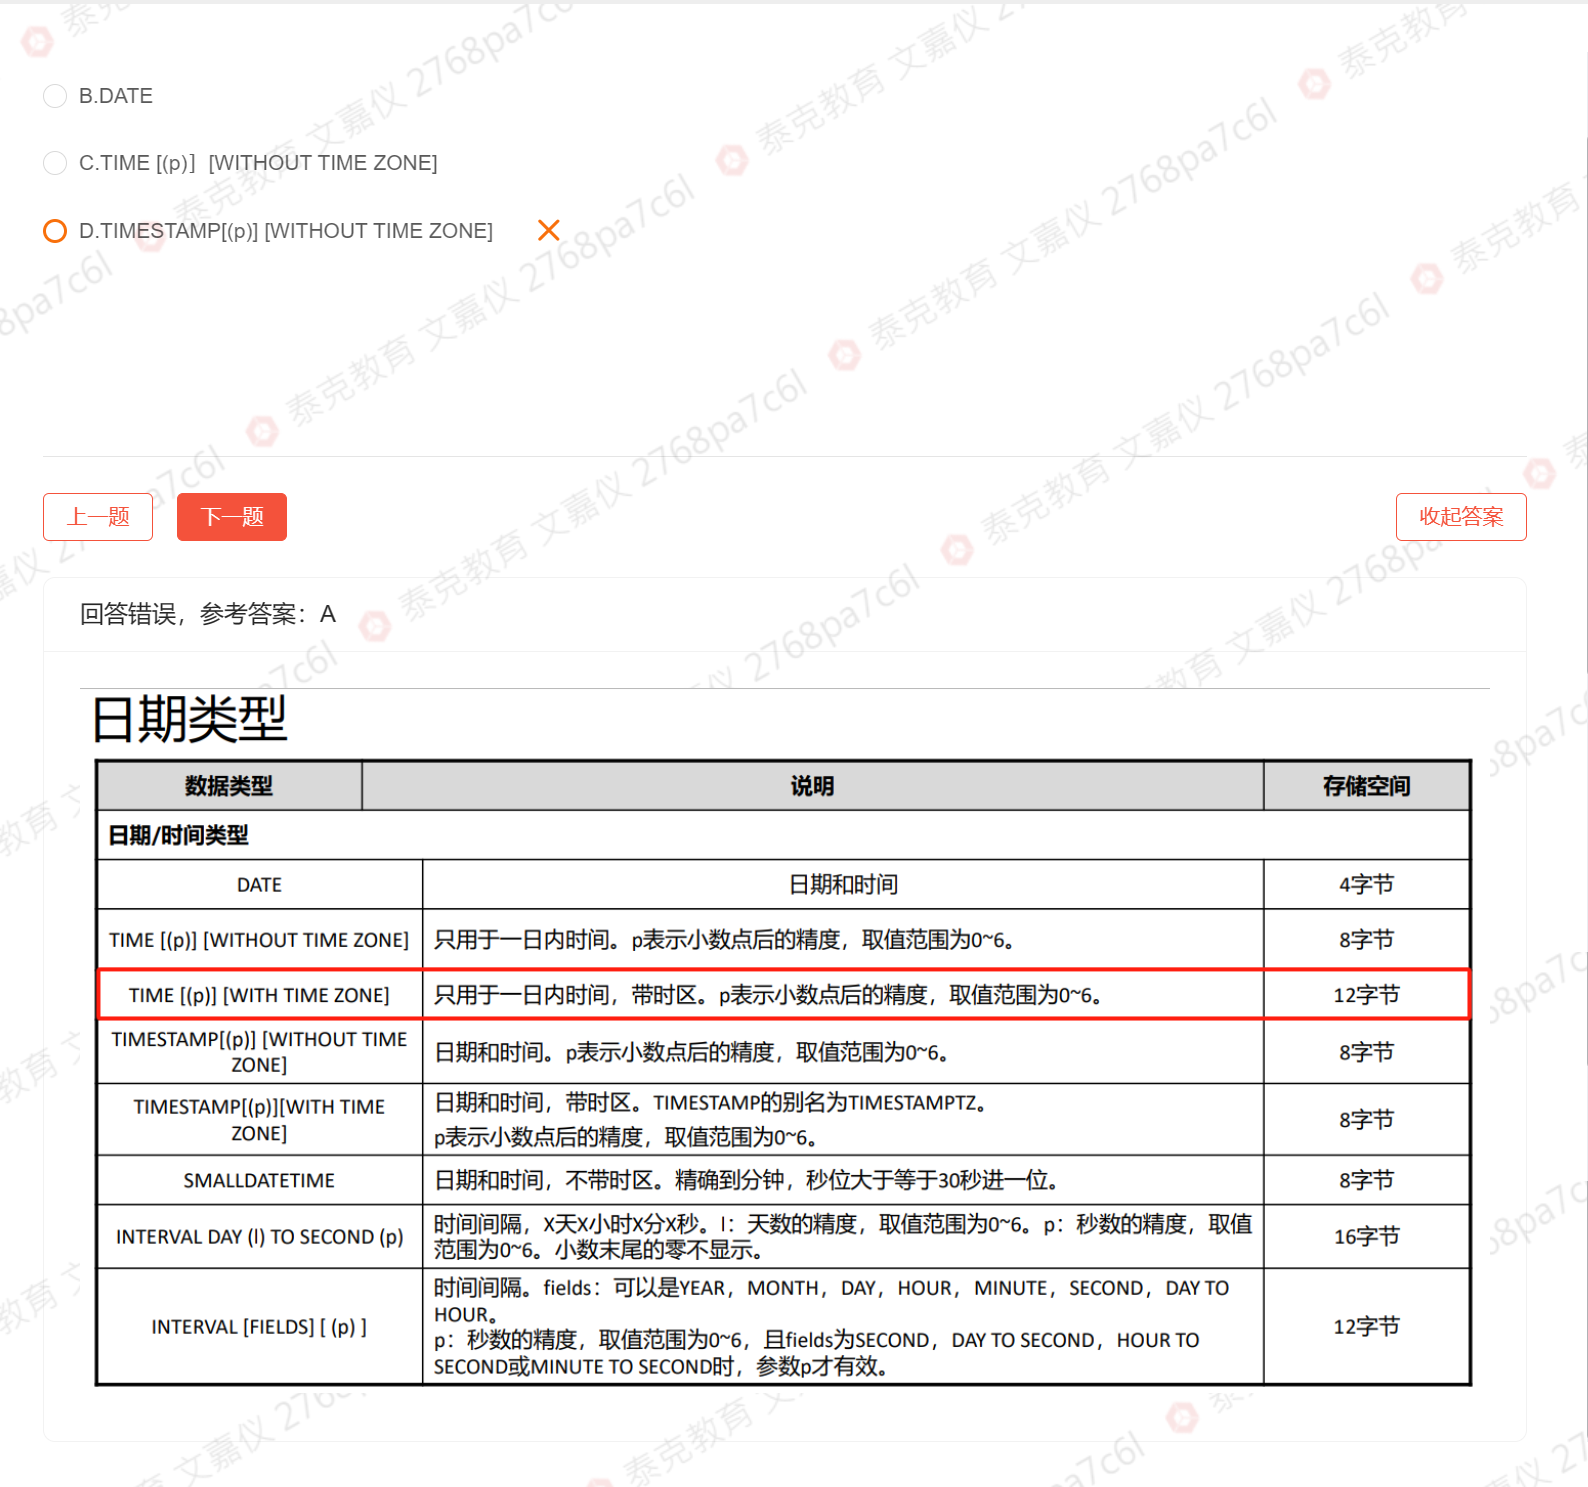 B.DATE
C.TIME [(p)] [WITHOUT TIME ZONE]
D.TIMESTAMP[(p)] [WITHOUT TIME ZONE]
上一题
下一题
收起答案
回答错误，参考答案：A
日期类型
数据类型 说明 存储空间
日期/时间类型
DATE 日期和时间 4字节
TIME [(p)] [WITHOUT TIME ZONE] 只用于一日内时间。p表示小数点后的精度，取值范围为0~6。 8字节
TIME [(p)] [WITH TIME ZONE] 只用于一日内时间，带时区。p表示小数点后的精度，取值范围为0~6。 12字节
TIMESTAMP[(p)] [WITHOUT TIME
ZONE]
日期和时间。p表示小数点后的精度，取值范围为0~6。 8字节
TIMESTAMP[(p)][WITH TIME
ZONE]
日期和时间，带时区。TIMESTAMP的别名为TIMESTAMPTZ。
p表示小数点后的精度，取值范围为0~6。
8字节
SMALLDATETIME 日期和时间，不带时区。精确到分钟，秒位大于等于30秒进一位。 8字节
INTERVAL DAY (l) TO SECOND (p)
时间间隔，X天X小时X分X秒。l：天数的精度，取值范围为0~6。p：秒数的精度，取值
范围为0~6。小数末尾的零不显示。
16字节
INTERVAL [FIELDS] [ (p) ]
时间间隔。fields：可以是YEAR，MONTH，DAY，HOUR，MINUTE，SECOND，DAY TO
HOUR。
p：秒数的精度，取值范围为0~6，且fields为SECOND，DAY TO SECOND，HOUR TO
SECOND或MINUTE TO SECOND时，参数p才有效。
12字节
泰克教育 文嘉仪 2768pa7c6l